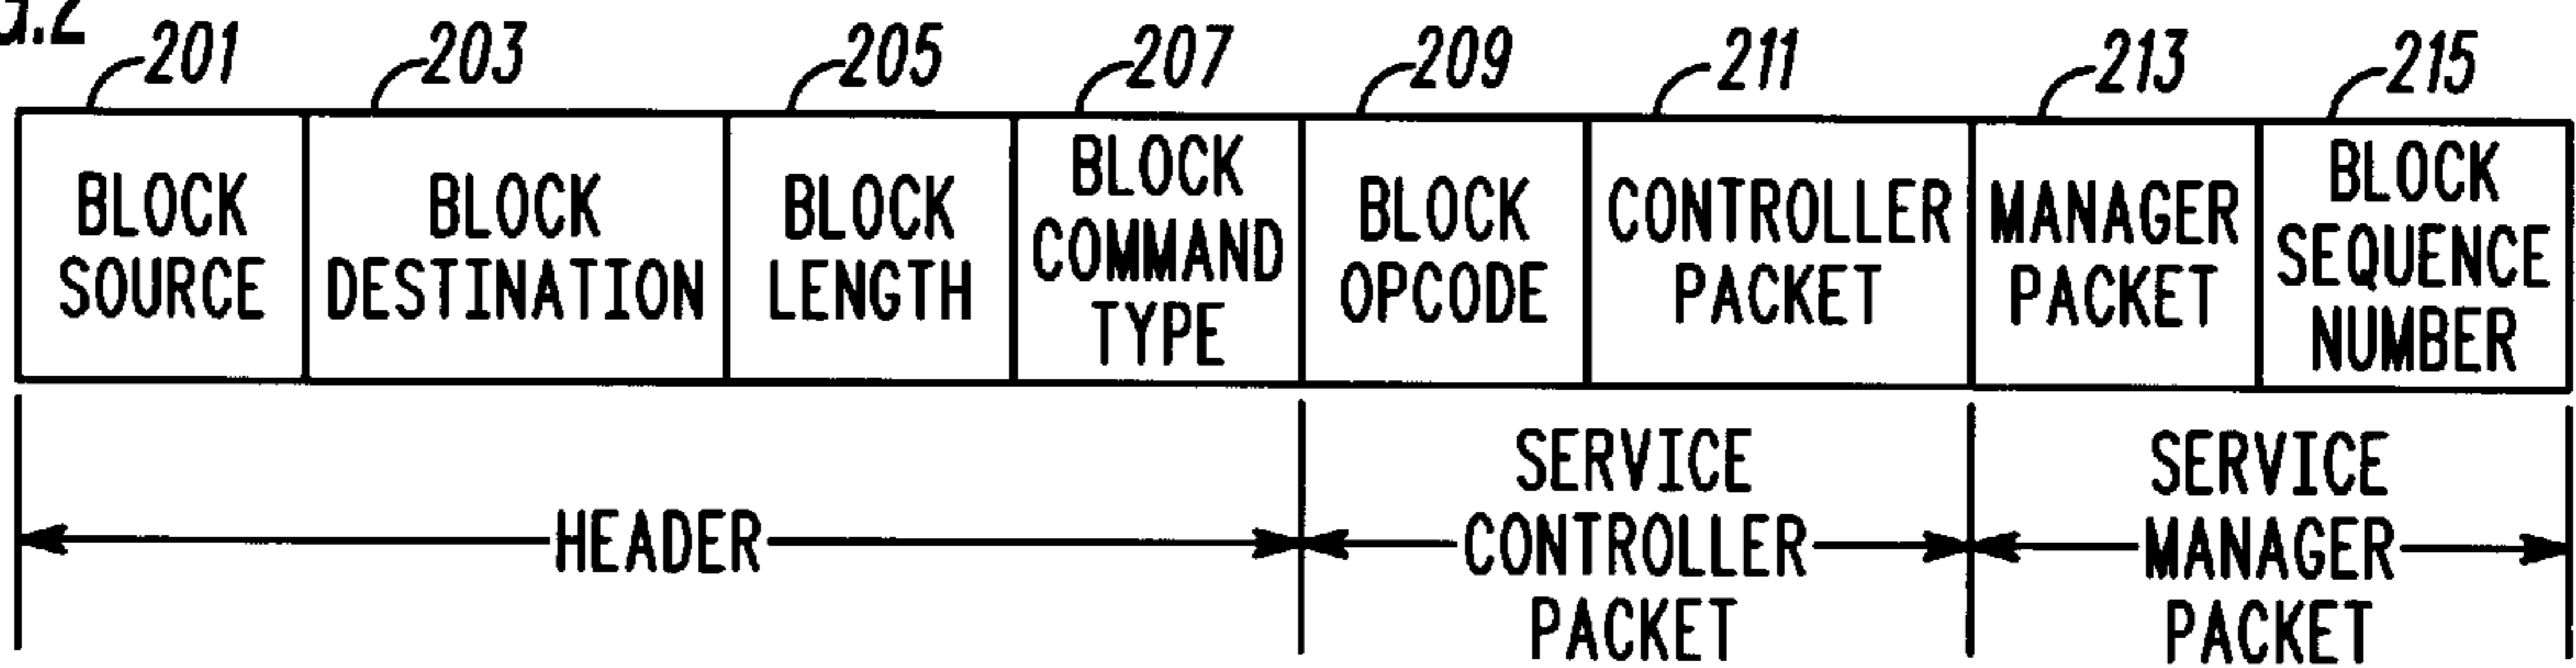 201 203 205 207 209 211 213 215
BLOCK SOURCE
BLOCK DESTINATION
BLOCK LENGTH
BLOCK COMMAND TYPE
BLOCK OPCODE
CONTROLLER PACKET
MANAGER PACKET
BLOCK SEQUENCE NUMBER
HEADER
SERVICE CONTROLLER PACKET
SERVICE MANAGER PACKET